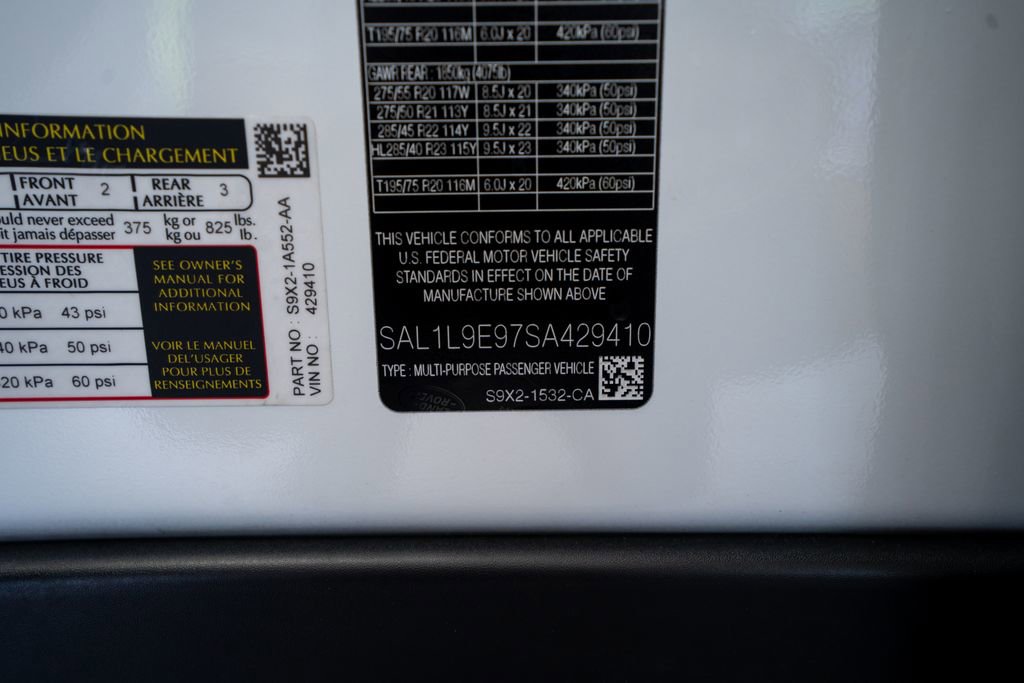 INFORMATION
EUS ET LE CHARGEMENT
FRONT
AVANT
2
REAR
ARRIÈRE
3
never exceed
375
kg or
kg ou
825
lbs.
lb.
it jamais dépasser
TIRE PRESSURE
DES
EUS À FROID
0 kPa 43 psi
kPa 50 psi
20 kPa 60 psi
SEE OWNER'S
MANUAL FOR
ADDITIONAL
INFORMATION
VOIR LE MANUEL
DEL'USAGER
POUR PLUS DE
RENSEIGNEMENTS
PART NO : S9X2-1A552-AA
VIN NO : 429410
T195/75 R20 116M 6.0J x 20 420kPa (60psi)
GAWR REAR : 1850kg (4075lb)
275/55 R20 117W 8.5J x 20 340kPa (50psi)
275/50 R21 113Y 8.5J x 21 340kPa (50psi)
285/45 R22 114Y 9.5J x 22 340kPa (50psi)
HL285/40 R23 115Y 9.5J x 23 340kPa (50psi)
T195/75 R20 116M 6.0J x 20 420kPa (60psi)
THIS VEHICLE CONFORMS TO ALL APPLICABLE
U.S. FEDERAL MOTOR VEHICLE SAFETY
STANDARDS IN EFFECT ON THE DATE OF
MANUFACTURE SHOWN ABOVE
SAL1L9E97SA429410
TYPE : MULTI-PURPOSE PASSENGER VEHICLE
S9X2-1532-CA